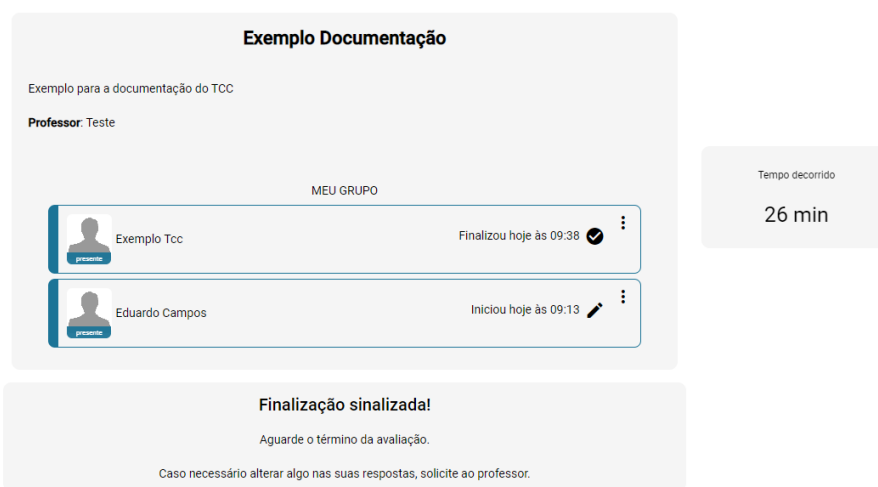 Exemplo Documentação
Exemplo para a documentação do TCC
Professor: Teste
MEU GRUPO
Exemplo Tcc
Finalizou hoje às 09:38
presente
Eduardo Campos
Iniciou hoje às 09:13
presente
Tempo decorrido
26 min
Finalização sinalizada!
Aguarde o término da avaliação.
Caso necessário alterar algo nas suas respostas, solicite ao professor.